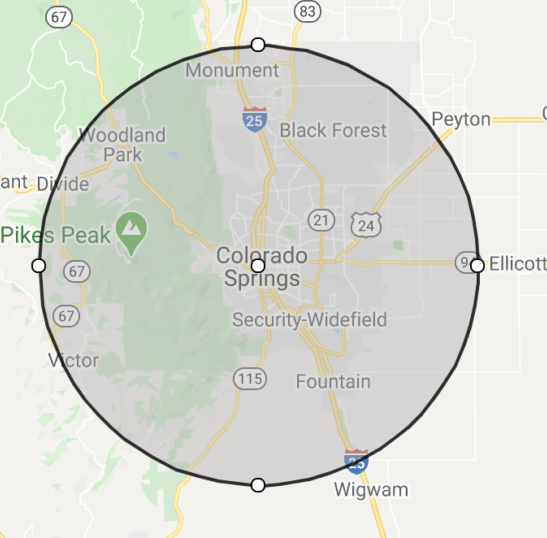 67
83
Monument
25
Black Forest
Peyton
Woodland
Park
ant
Divide
21
24
Pikes Peak
Colorado
Springs
67
94
Ellicott
67
Security-Widefield
Victor
115
Fountain
25
Wigwam